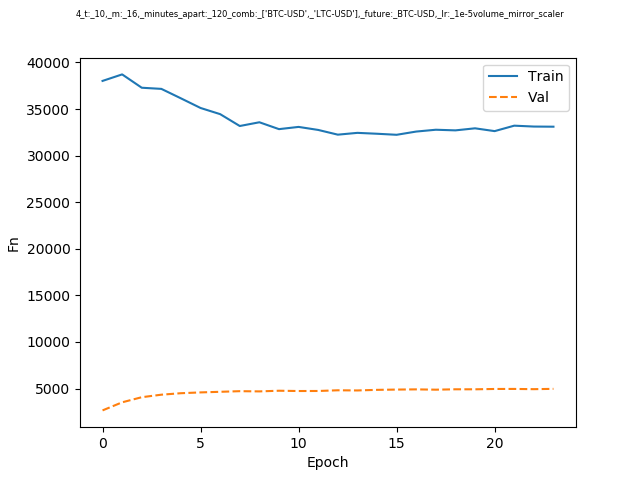 4_t:_10,_m:_16,_minutes_apart:_120_comb:_['BTC-USD',_'LTC-USD'],_future:_BTC-USD,_lr:_1e-5volume_mirror_scaler
Train
Val
40000
35000
30000
25000
20000
15000
10000
5000
Fn
0 5 10 15 20
Epoch